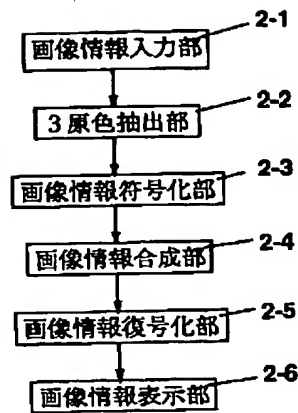 2-1
画像情報入力部
2-2
3原色抽出部
2-3
画像情報符号化部
2-4
画像情報合成部
2-5
画像情報復号化部
2-6
画像情報表示部